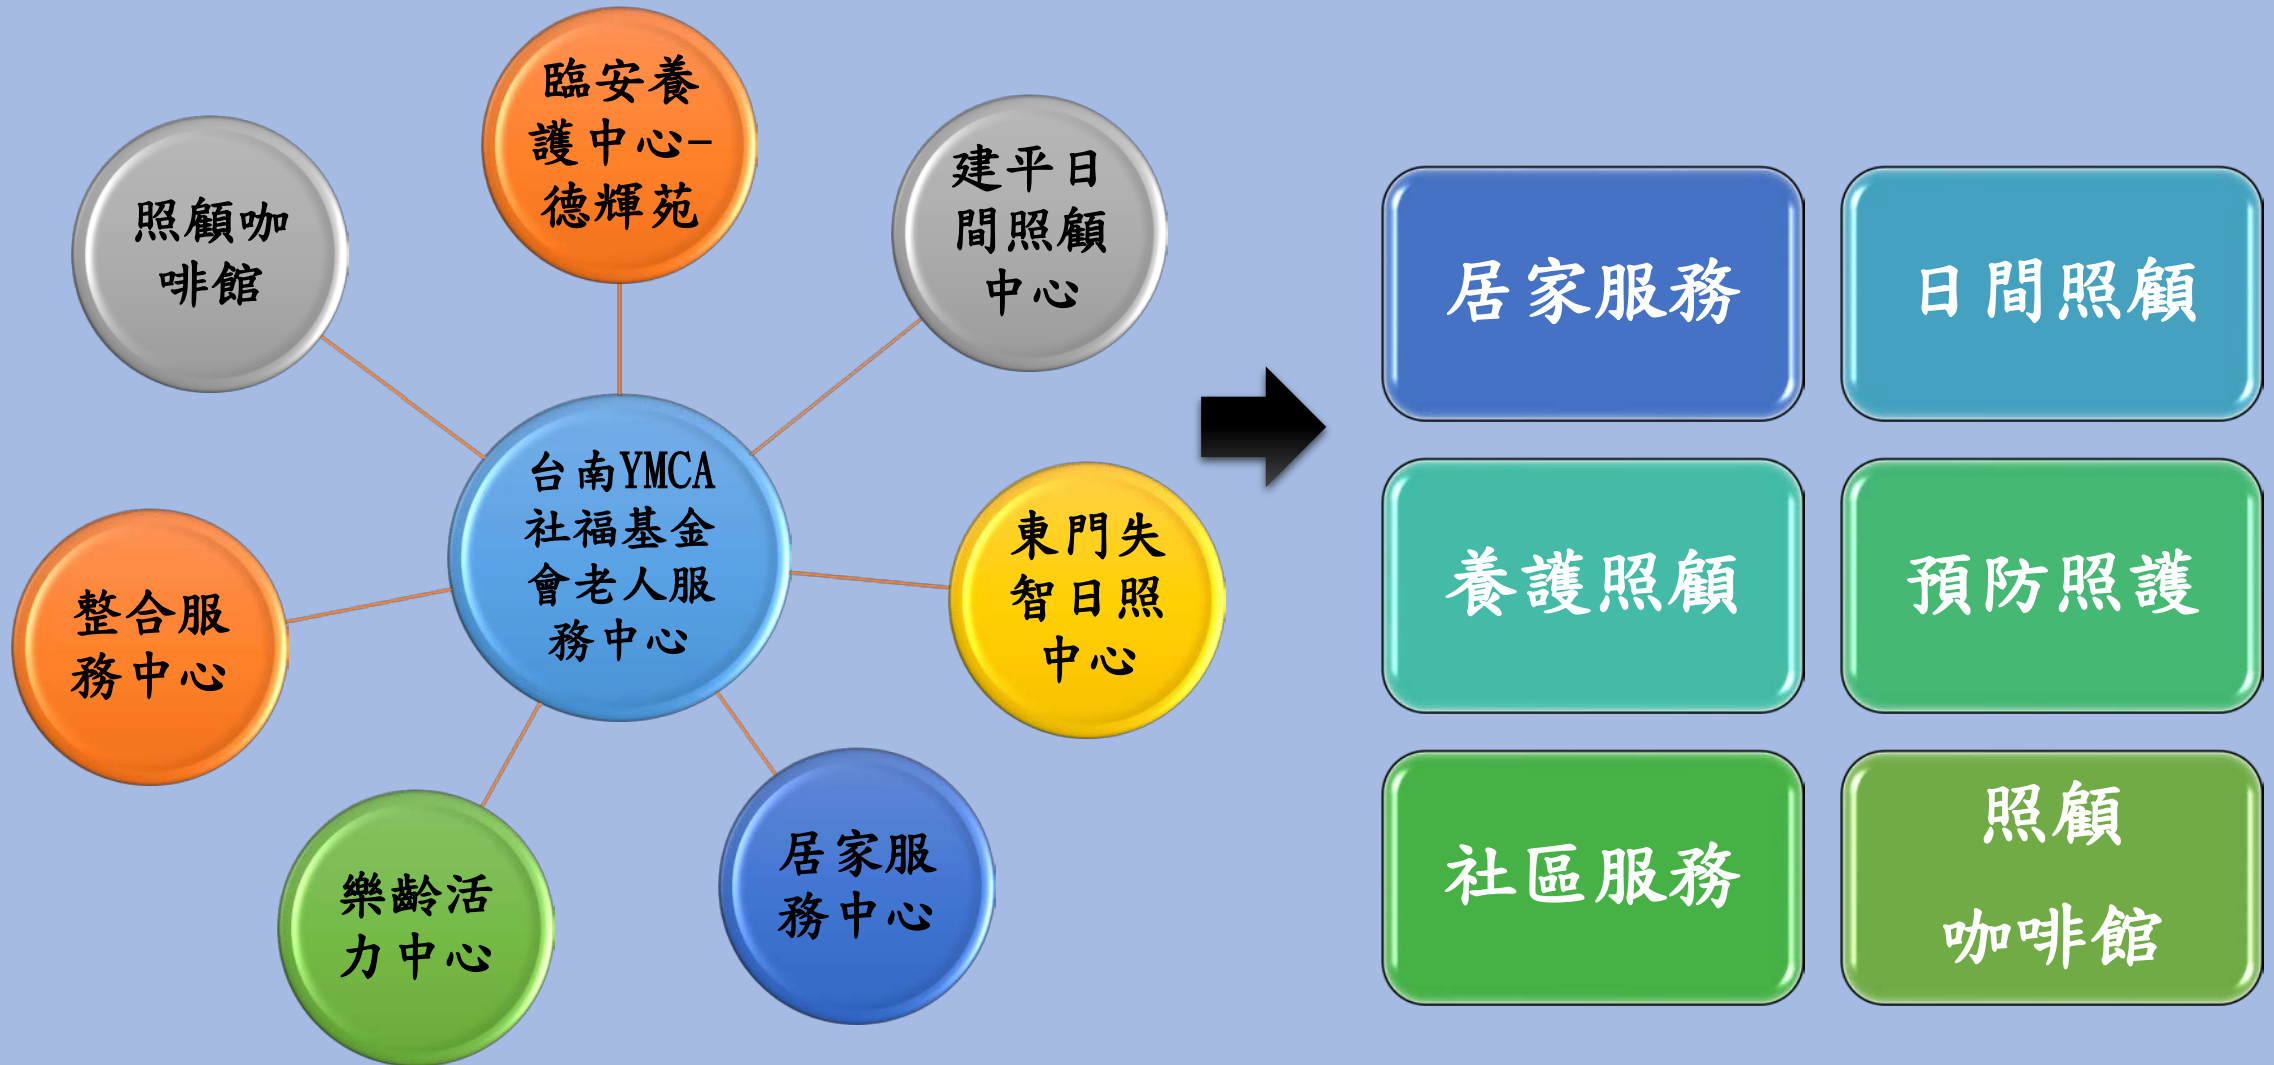 臨安養
護中心-
德輝苑
建平日
間照顧
中心
照顧咖
啡館
台南YMCA
社福基金
會老人服
務中心
東門失
智日照
中心
整合服
務中心
居家服
務中心
樂齡活
力中心
居家服務
日間照顧
養護照顧
預防照護
社區服務
照顧
咖啡館